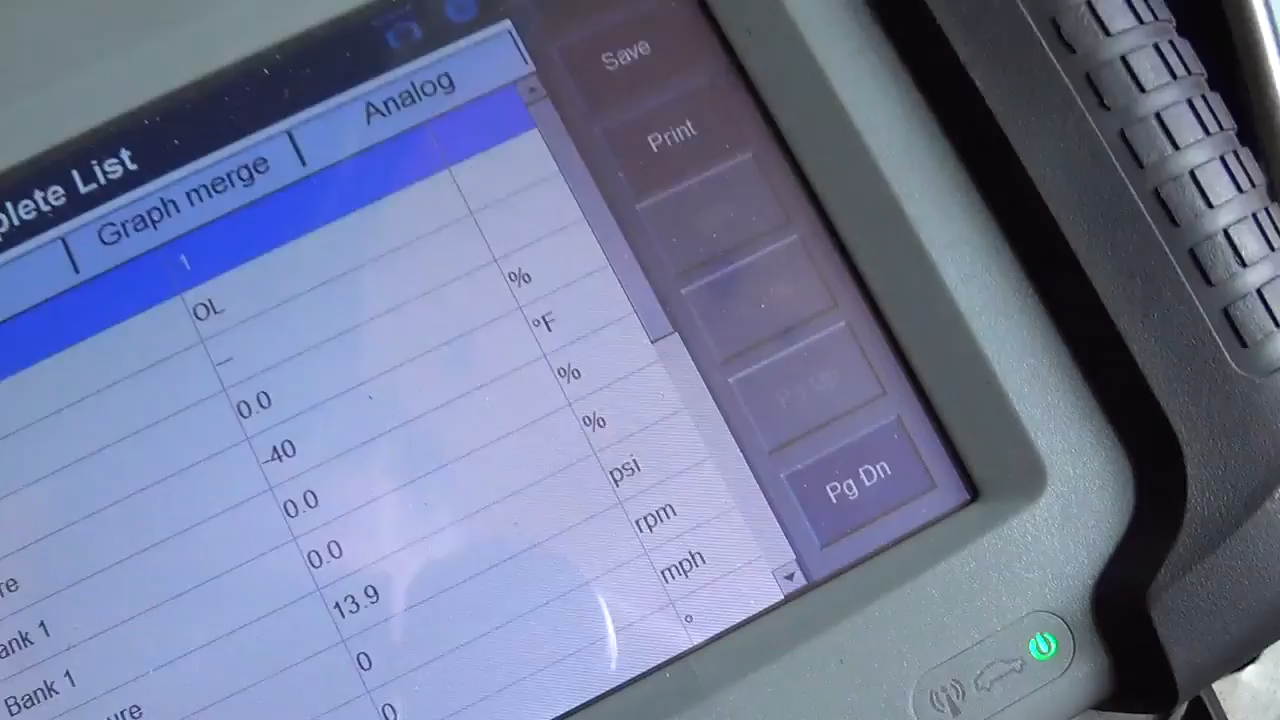 plete List
Graph merge
Analog
1
OL
–
0.0 %
-40 °F
re 0.0 %
ank 1 0.0 %
Bank 1 13.9 psi
ure 0 rpm
0 mph
°
Save
Print
Pg Dn